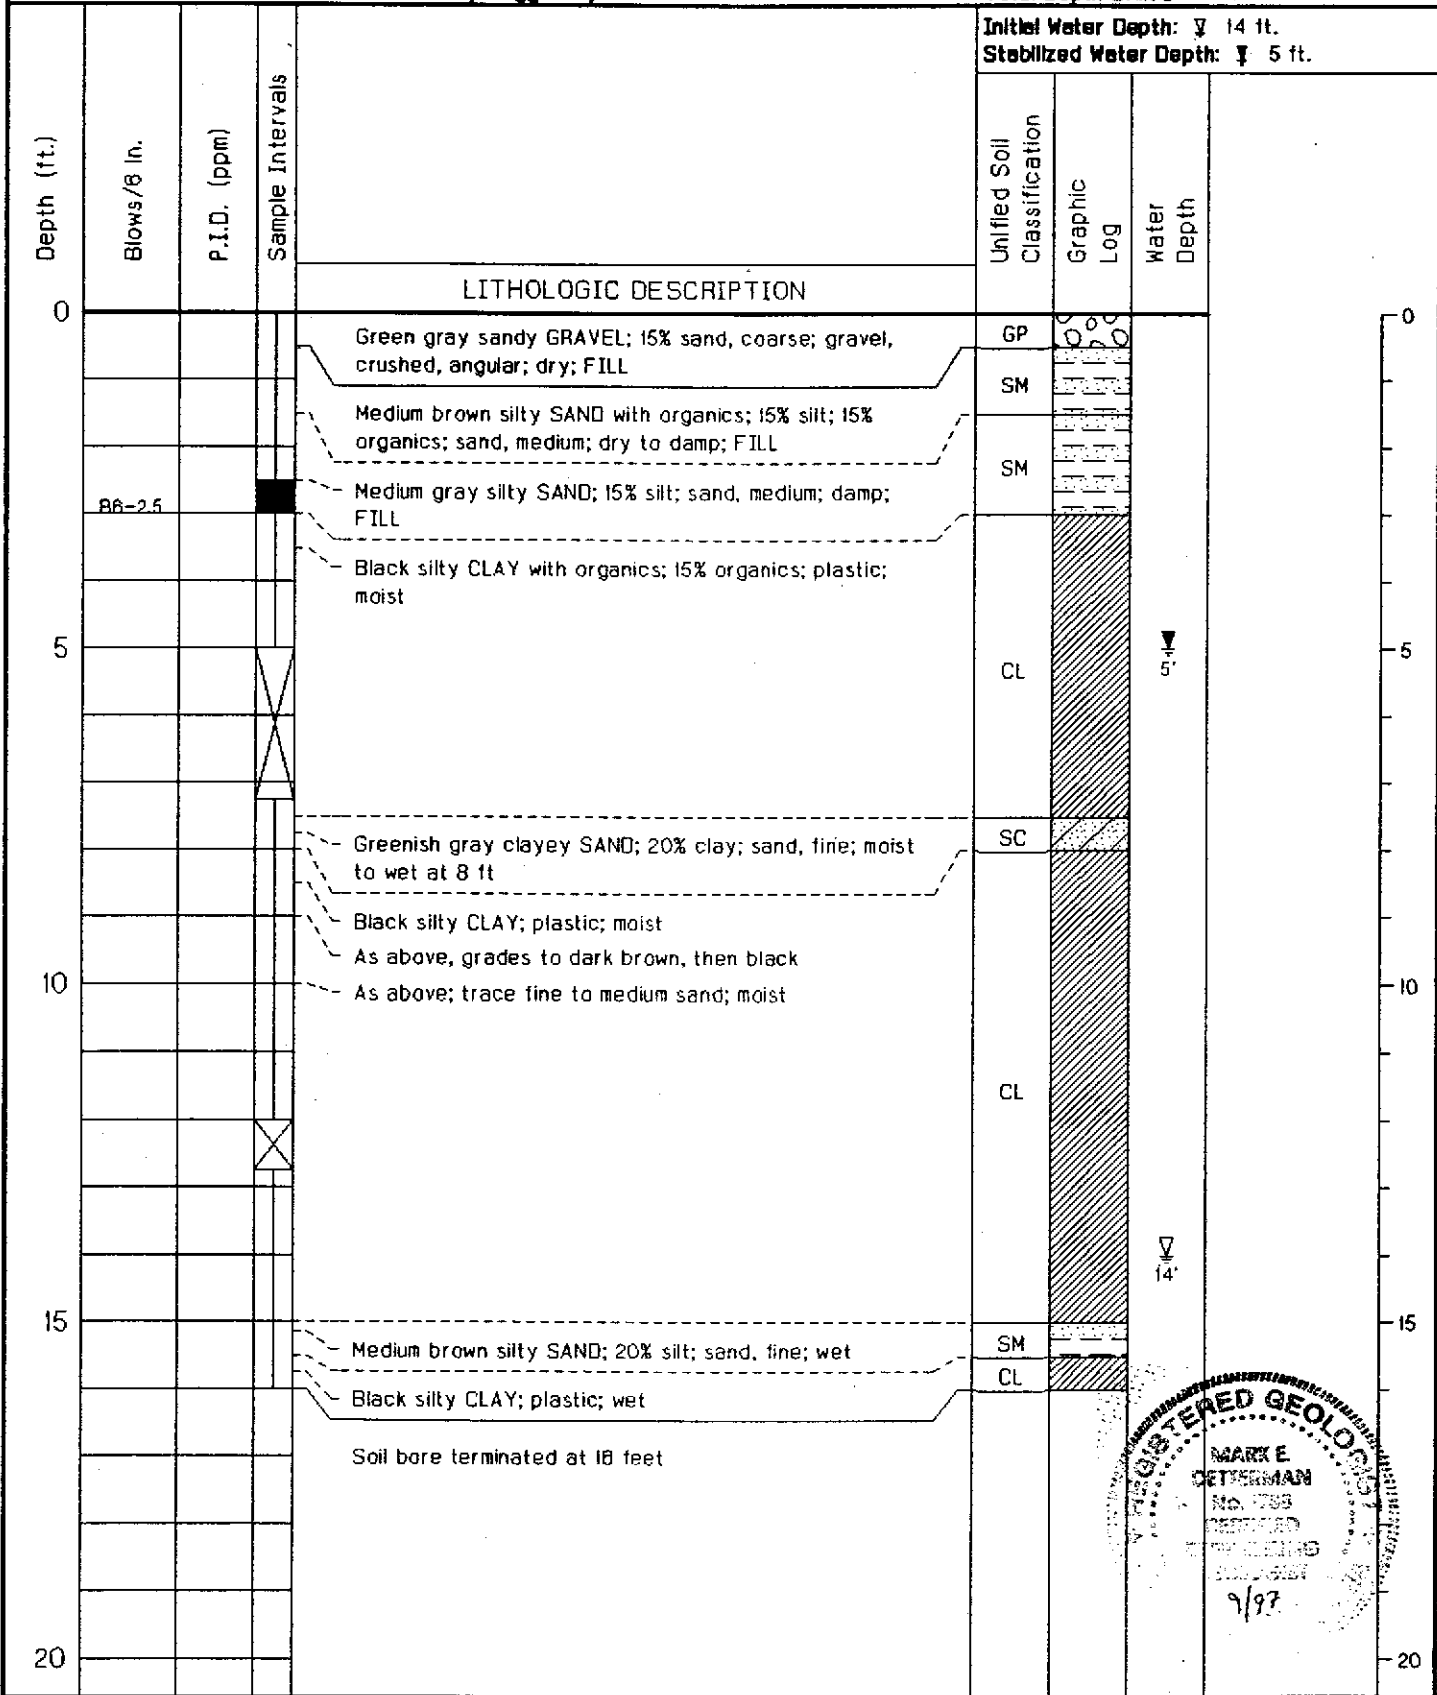 Initial Water Depth: 14 ft.
Stabilized Water Depth: 5 ft.
Depth (ft.)
Blows/6 In.
P.I.D. (ppm)
Sample Intervals
LITHOLOGIC DESCRIPTION
Unified Soil
Classification
Graphic
Log
Water
Depth
0
Green gray sandy GRAVEL; 15% sand, coarse; gravel,
crushed, angular; dry; FILL
GP
0
SM
Medium brown silty SAND with organics; 15% silt; 15%
organics; sand, medium; dry to damp; FILL
SM
B6-2.5
Medium gray silty SAND; 15% silt; sand, medium; damp;
FILL
Black silty CLAY with organics; 15% organics; plastic;
moist
5
CL
5'
5
Greenish gray clayey SAND; 20% clay; sand, fine; moist
to wet at 8 ft
SC
Black silty CLAY; plastic; moist
As above, grades to dark brown, then black
10
As above; trace fine to medium sand; moist
10
CL
14'
15
15
Medium brown silty SAND; 20% silt; sand, fine; wet
SM
Black silty CLAY; plastic; wet
CL
Soil bore terminated at 16 feet
REGISTERED GEOLOGIST
MARK E.
DETTERMAN
No.
CERTIFIED
9/97
20
20